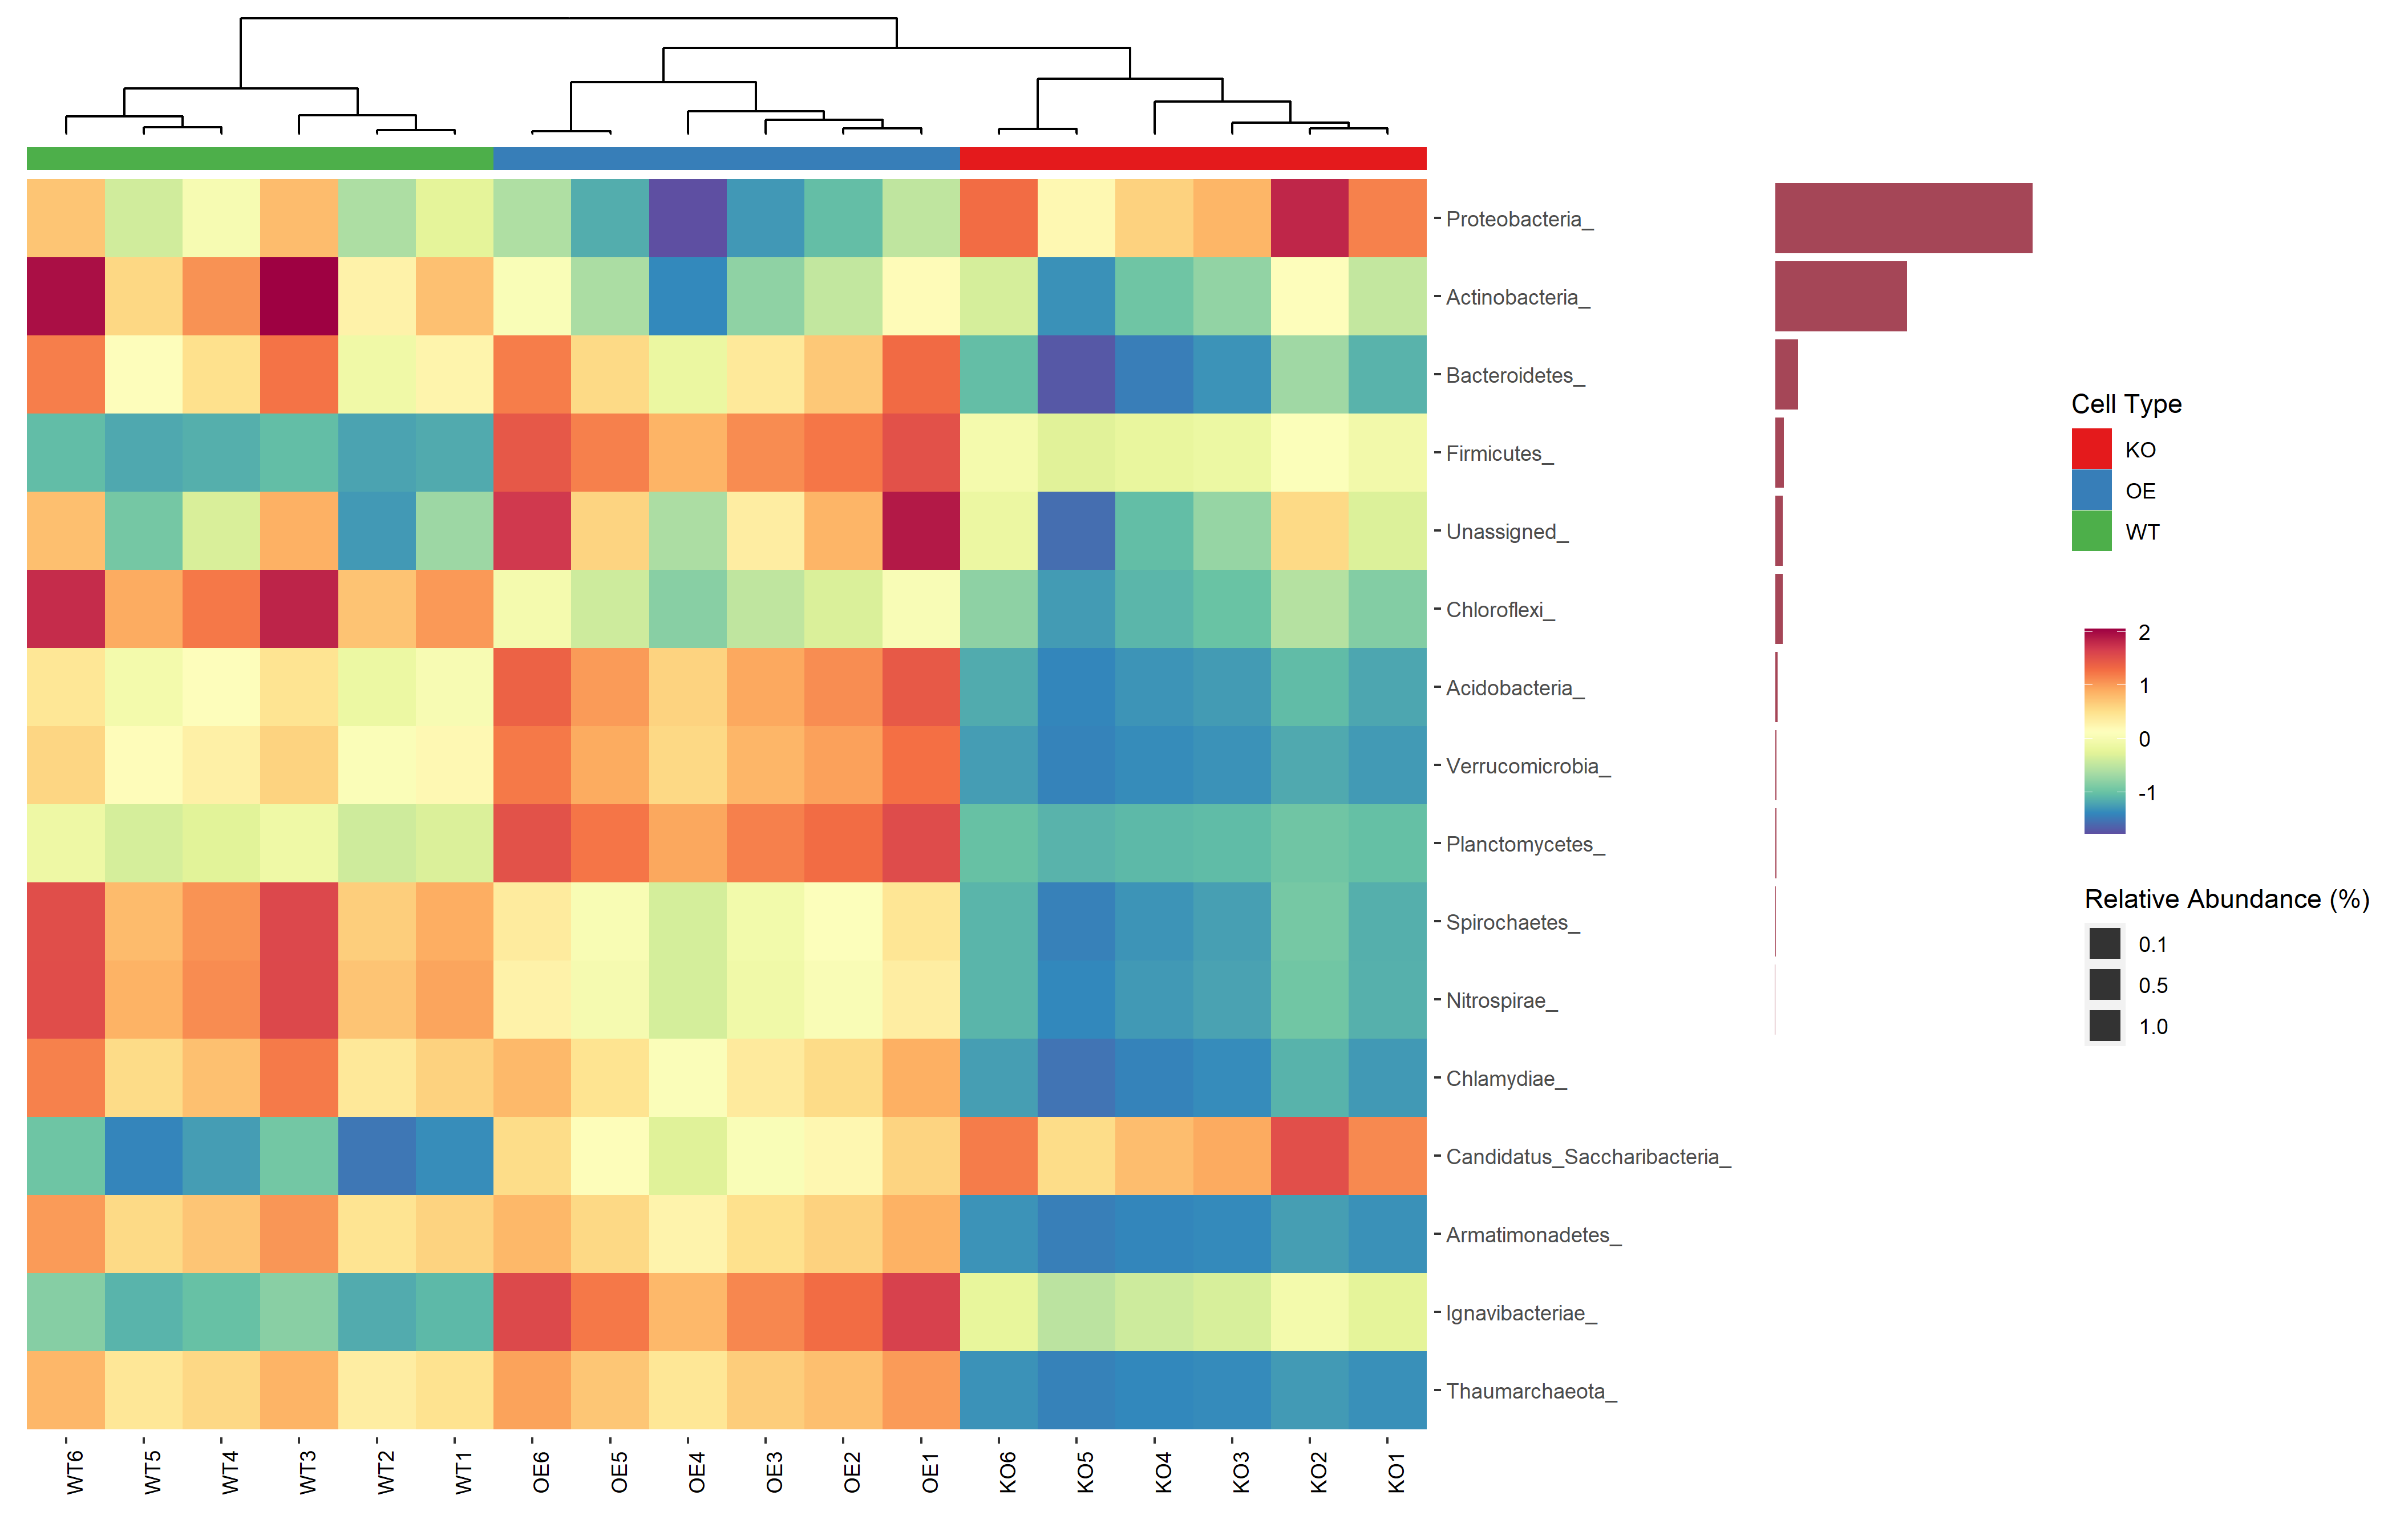 Proteobacteria_
Actinobacteria_
Bacteroidetes_
Firmicutes_
Unassigned_
Chloroflexi_
Acidobacteria_
Verrucomicrobia_
Planctomycetes_
Spirochaetes_
Nitrospirae_
Chlamydiae_
Candidatus_Saccharibacteria_
Armatimonadetes_
Ignavibacteriae_
Thaumarchaeota_
WT6
WT5
WT4
WT3
WT2
WT1
OE6
OE5
OE4
OE3
OE2
OE1
KO6
KO5
KO4
KO3
KO2
KO1
Cell Type
KO
OE
WT
2
1
0
-1
Relative Abundance (%)
0.1
0.5
1.0